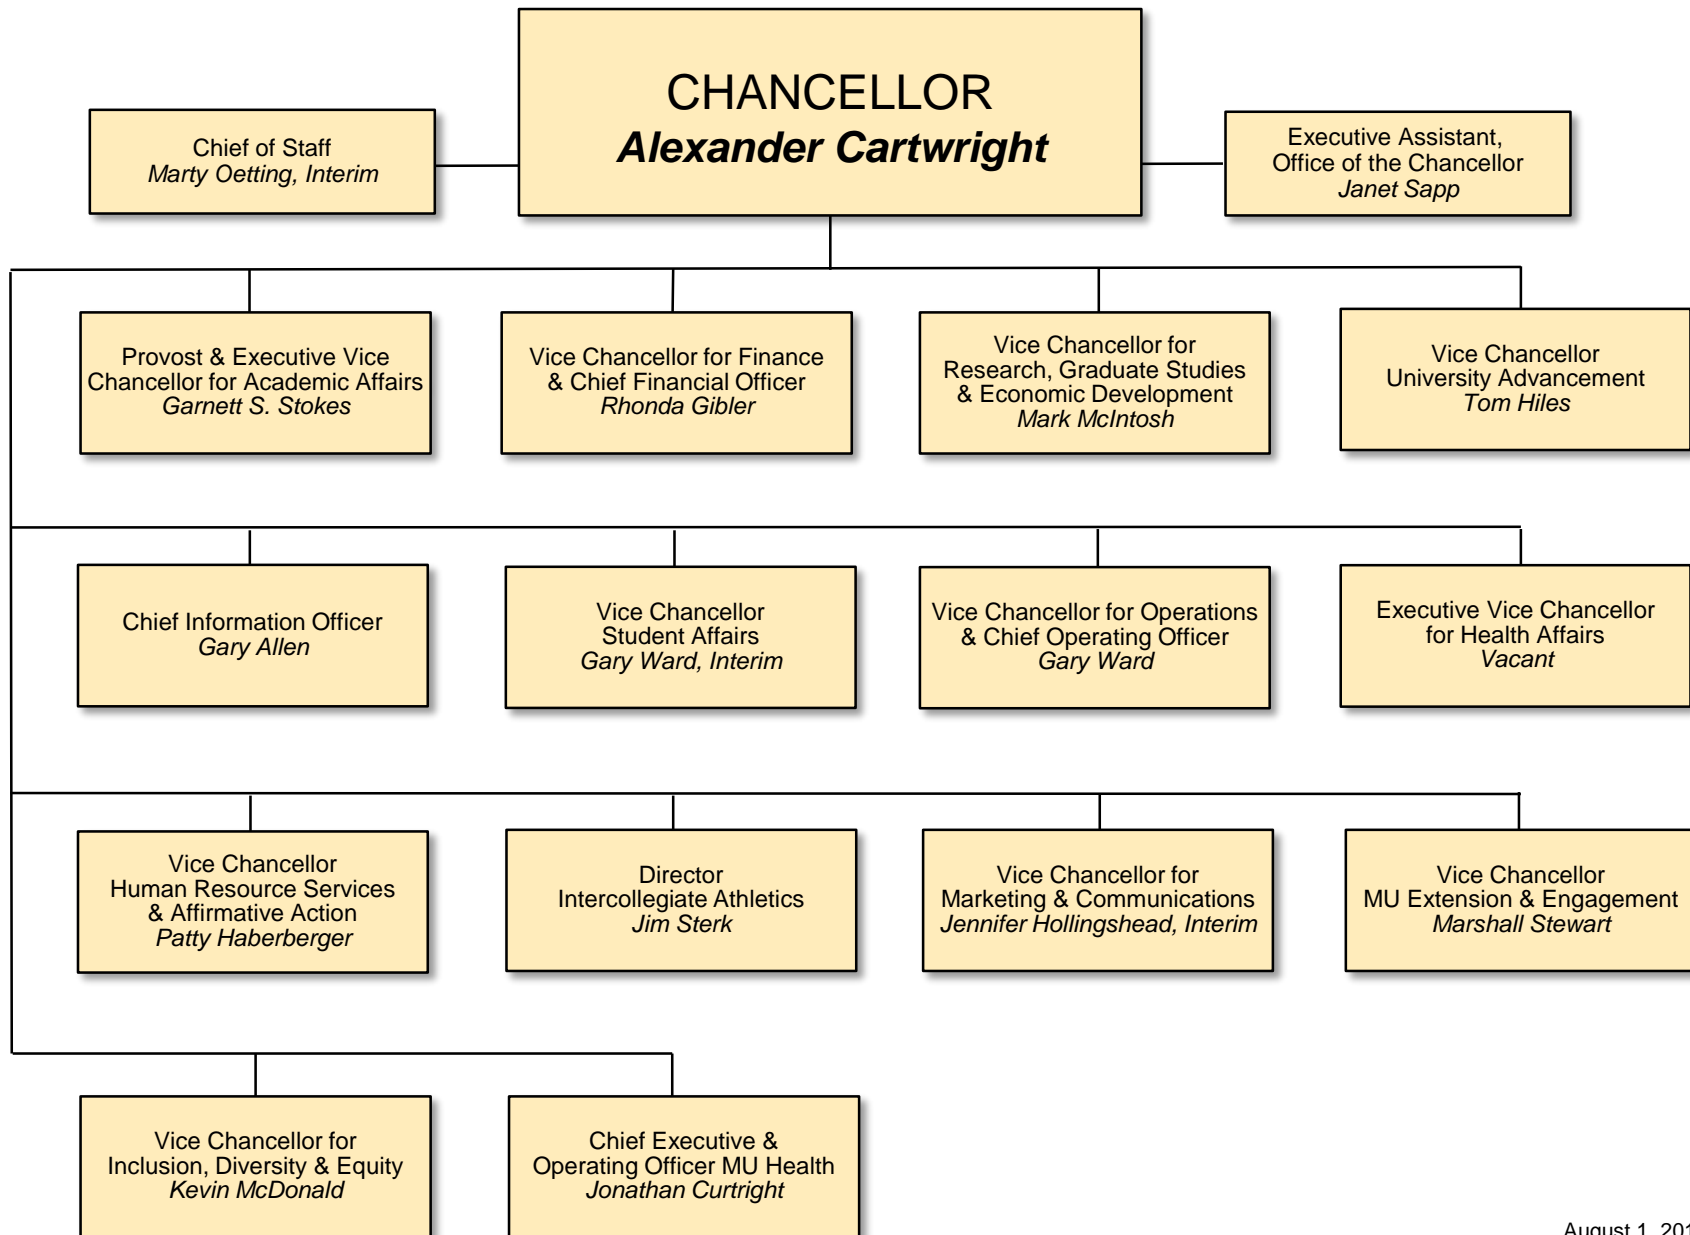 CHANCELLOR
Alexander Cartwright
Chief of Staff
Marty Oetting, Interim
Executive Assistant,
Office of the Chancellor
Janet Sapp
Provost & Executive Vice
Chancellor for Academic Affairs
Garnett S. Stokes
Vice Chancellor for Finance
& Chief Financial Officer
Rhonda Gibler
Vice Chancellor for
Research, Graduate Studies
& Economic Development
Mark McIntosh
Vice Chancellor
University Advancement
Tom Hiles
Chief Information Officer
Gary Allen
Vice Chancellor
Student Affairs
Gary Ward, Interim
Vice Chancellor for Operations
& Chief Operating Officer
Gary Ward
Executive Vice Chancellor
for Health Affairs
Vacant
Vice Chancellor
Human Resource Services
& Affirmative Action
Patty Haberberger
Director
Intercollegiate Athletics
Jim Sterk
Vice Chancellor for
Marketing & Communications
Jennifer Hollingshead, Interim
Vice Chancellor
MU Extension & Engagement
Marshall Stewart
Vice Chancellor for
Inclusion, Diversity & Equity
Kevin McDonald
Chief Executive &
Operating Officer MU Health
Jonathan Curtright
August 1, 201